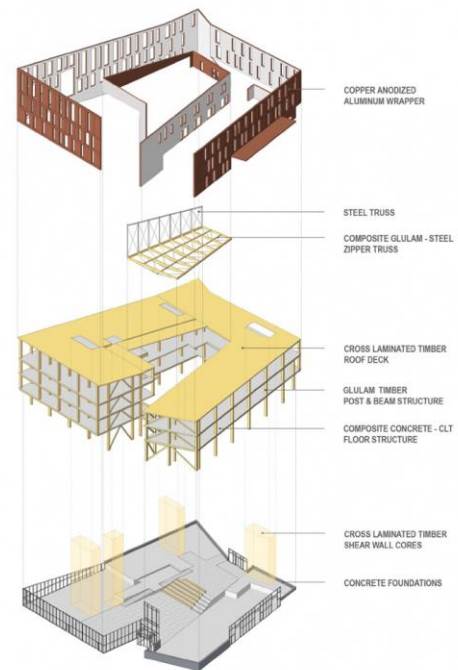 COPPER ANODIZED
ALUMINUM WRAPPER
STEEL TRUSS
COMPOSITE GLULAM - STEEL
ZIPPER TRUSS
CROSS LAMINATED TIMBER
ROOF DECK
GLULAM TIMBER
POST & BEAM STRUCTURE
COMPOSITE CONCRETE - CLT
FLOOR STRUCTURE
CROSS LAMINATED TIMBER
SHEAR WALL CORES
CONCRETE FOUNDATIONS